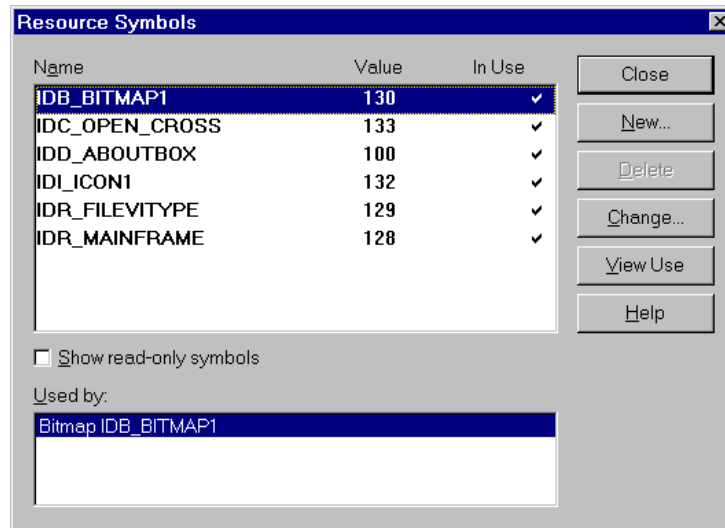 Resource Symbols
Name Value In Use
IDB_BITMAP1 130
IDC_OPEN_CROSS 133
IDD_ABOUTBOX 100
IDI_ICON1 132
IDR_FILEVITYPE 129
IDR_MAINFRAME 128
Close
New...
Delete
Change...
View Use
Help
Show read-only symbols
Used by:
Bitmap IDB_BITMAP1